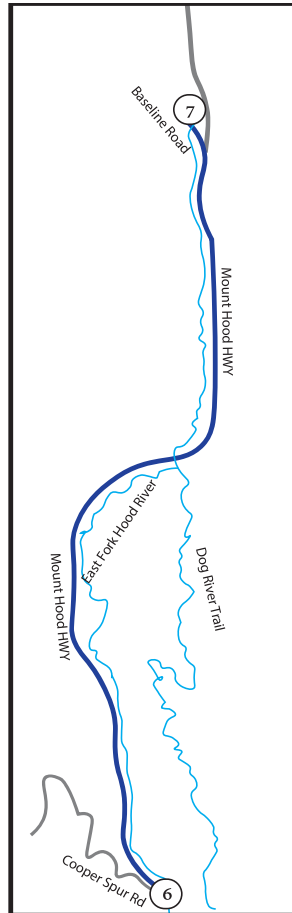 7
Baseline Road
Mount Hood HWY
East Fork Hood River
Dog River Trail
Mount Hood HWY
Cooper Spur Rd
6